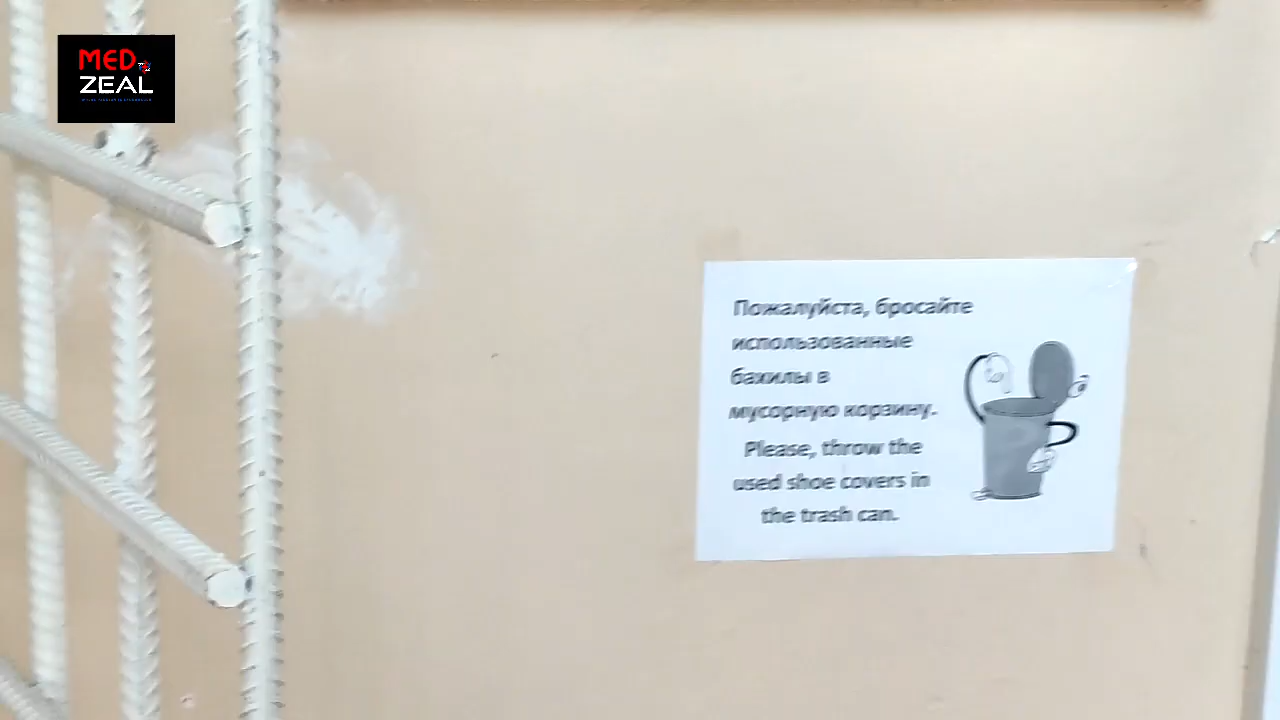 MED
ZEAL
Пожалуйста, бросайте
использованные
бахилы в
мусорную корзину.
Please, throw the
used shoe covers in
the trash can.